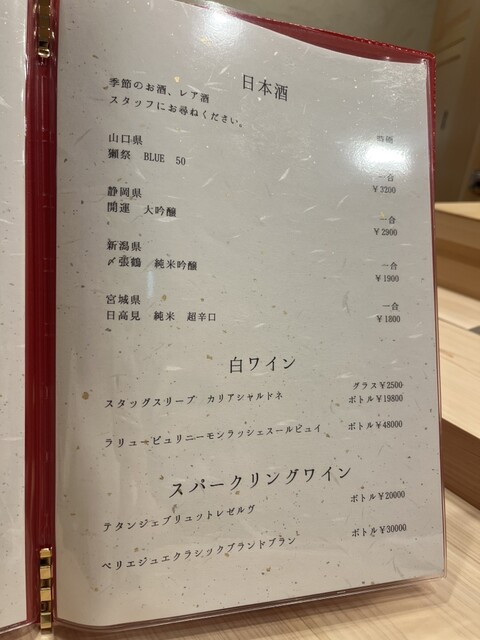 日本酒
季節のお酒、レア酒
スタッフにお尋ねください。
時価
山口県
獺祭 BLUE 50
一合
¥3200
静岡県
開運 大吟醸
一合
¥2900
新潟県
〆張鶴 純米吟醸
一合
¥1900
宮城県
日高見 純米 超辛口
一合
¥1800
白ワイン
スタッグスリープ カリアシャルドネ
グラス¥2500
ボトル¥19800
ラリューピュリニーモンラッシェスールピュイ
ボトル¥48000
スパークリングワイン
テタンジェブリュットレゼルヴ
ボトル¥20000
ペリエジュエクラシックブランドブラン
ボトル¥30000